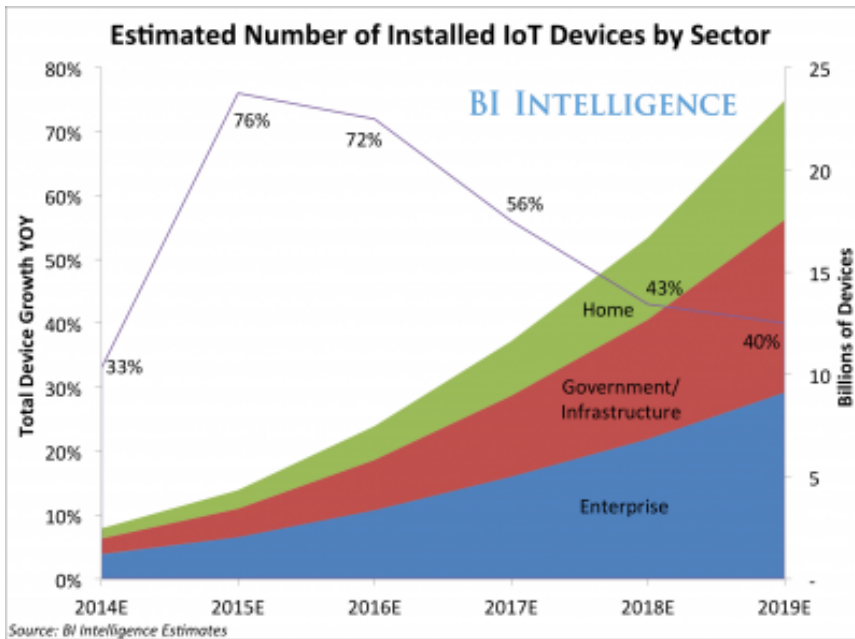 Estimated Number of Installed IoT Devices by Sector
BI INTELLIGENCE
Total Device Growth YOY
80%
70%
60%
50%
40%
30%
20%
10%
0%
33%
76%
72%
56%
43%
40%
Home
Government/
Infrastructure
Enterprise
25
20
15
10
5
-
Billions of Devices
2014E
2015E
2016E
2017E
2018E
2019E
Source: BI Intelligence Estimates